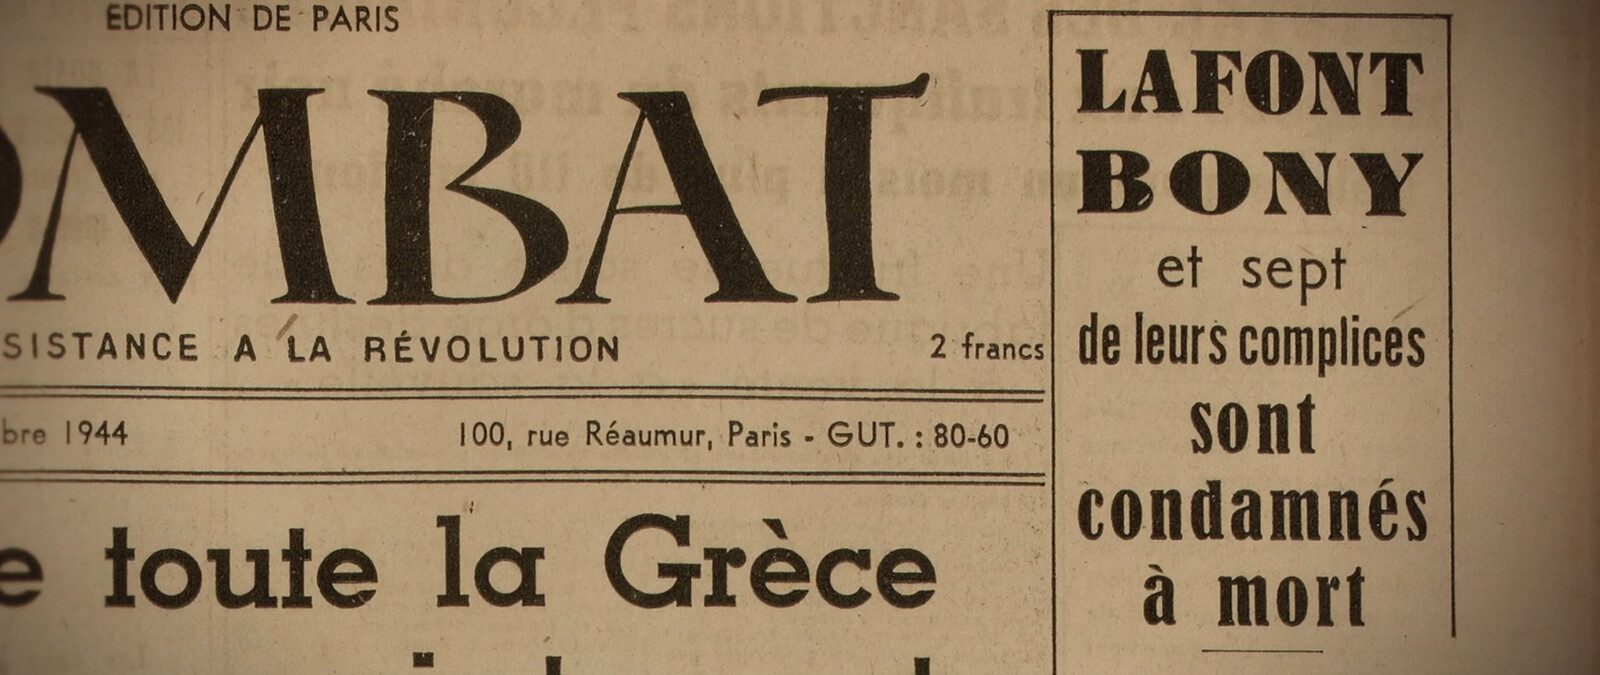 EDITION DE PARIS
OMBAT
SISTANCE A LA RÉVOLUTION
2 francs
bre 1944
100, rue Réaumur, Paris - GUT. : 80-60
e toute la Grèce
LAFONT
BONY
et sept
de leurs complices
sont
condamnés
à mort